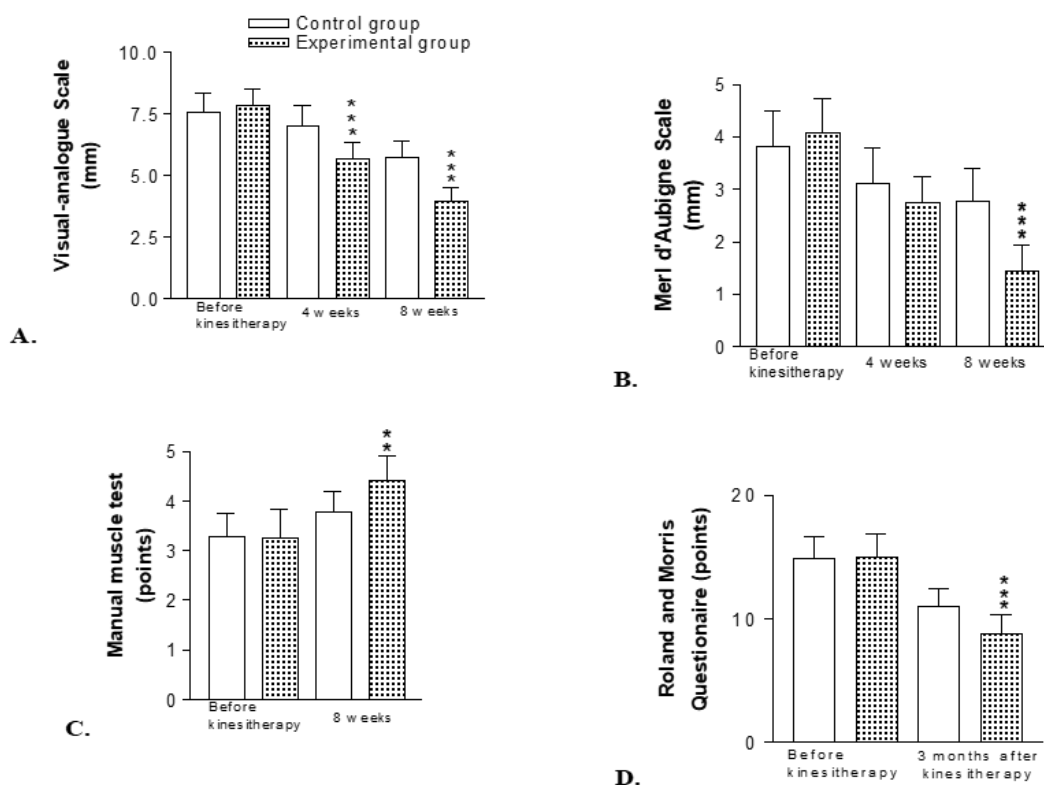 Control group
Experimental group
Visual-analogue Scale
(mm)
10.0
7.5
5.0
2.5
0.0
***
***
Before
kinesitherapy
4 weeks
8 weeks
A.
Merl d'Aubigne Scale
(mm)
5
4
3
2
1
0
***
Before
kinesitherapy
4 weeks
8 weeks
B.
Manual muscle test
(points)
5
4
3
2
1
0
**
Before
kinesitherapy
8 weeks
C.
Roland and Morris
Questionaire (points)
20
10
0
***
Before
kinesitherapy
3 months after
kinesitherapy
D.